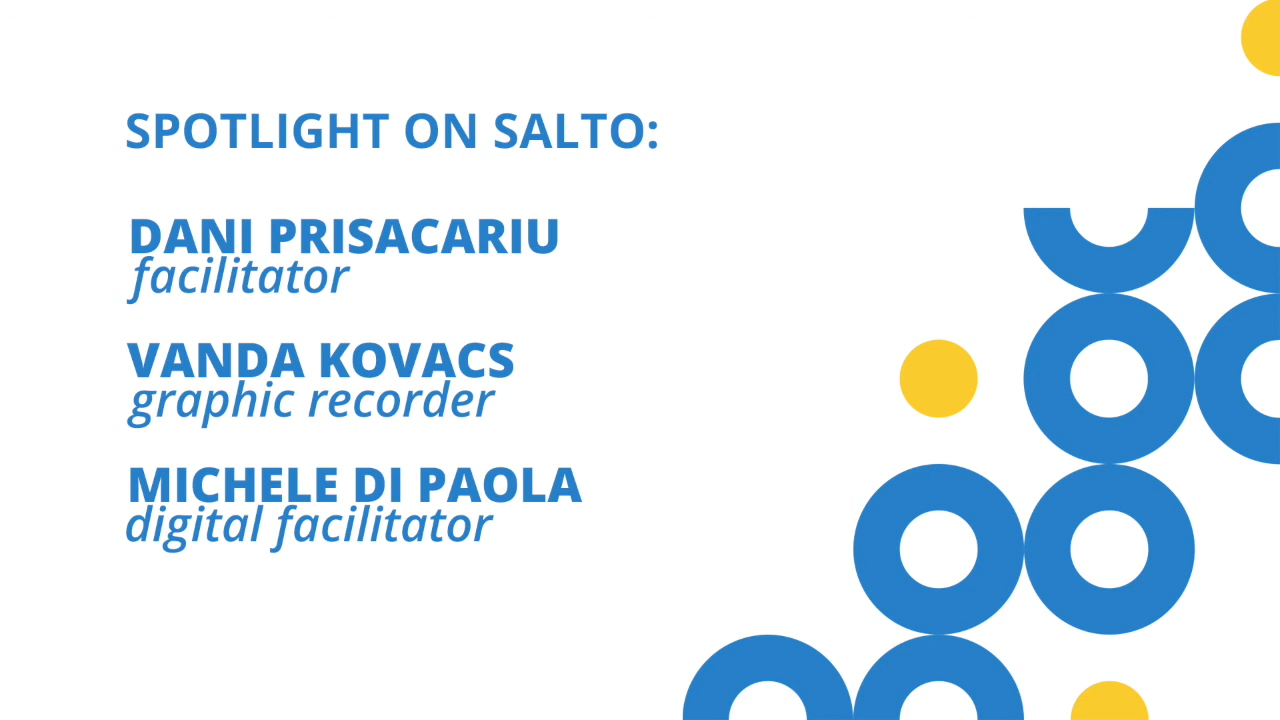 SPOTLIGHT ON SALTO:
DANI PRISACARIU
facilitator
VANDA KOVACS
graphic recorder
MICHELE DI PAOLA
digital facilitator